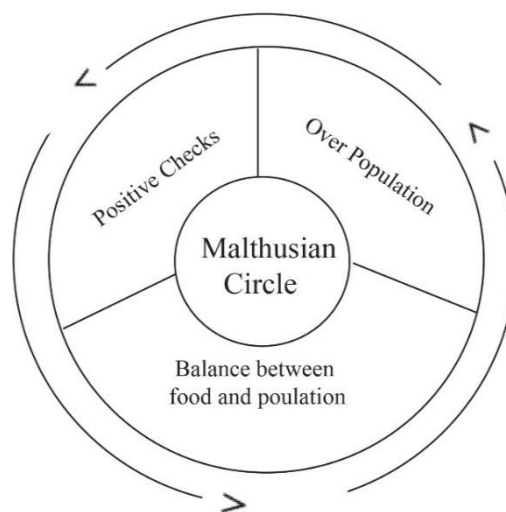 Positive Checks
Over Population
Malthusian
Circle
Balance between
food and poulation